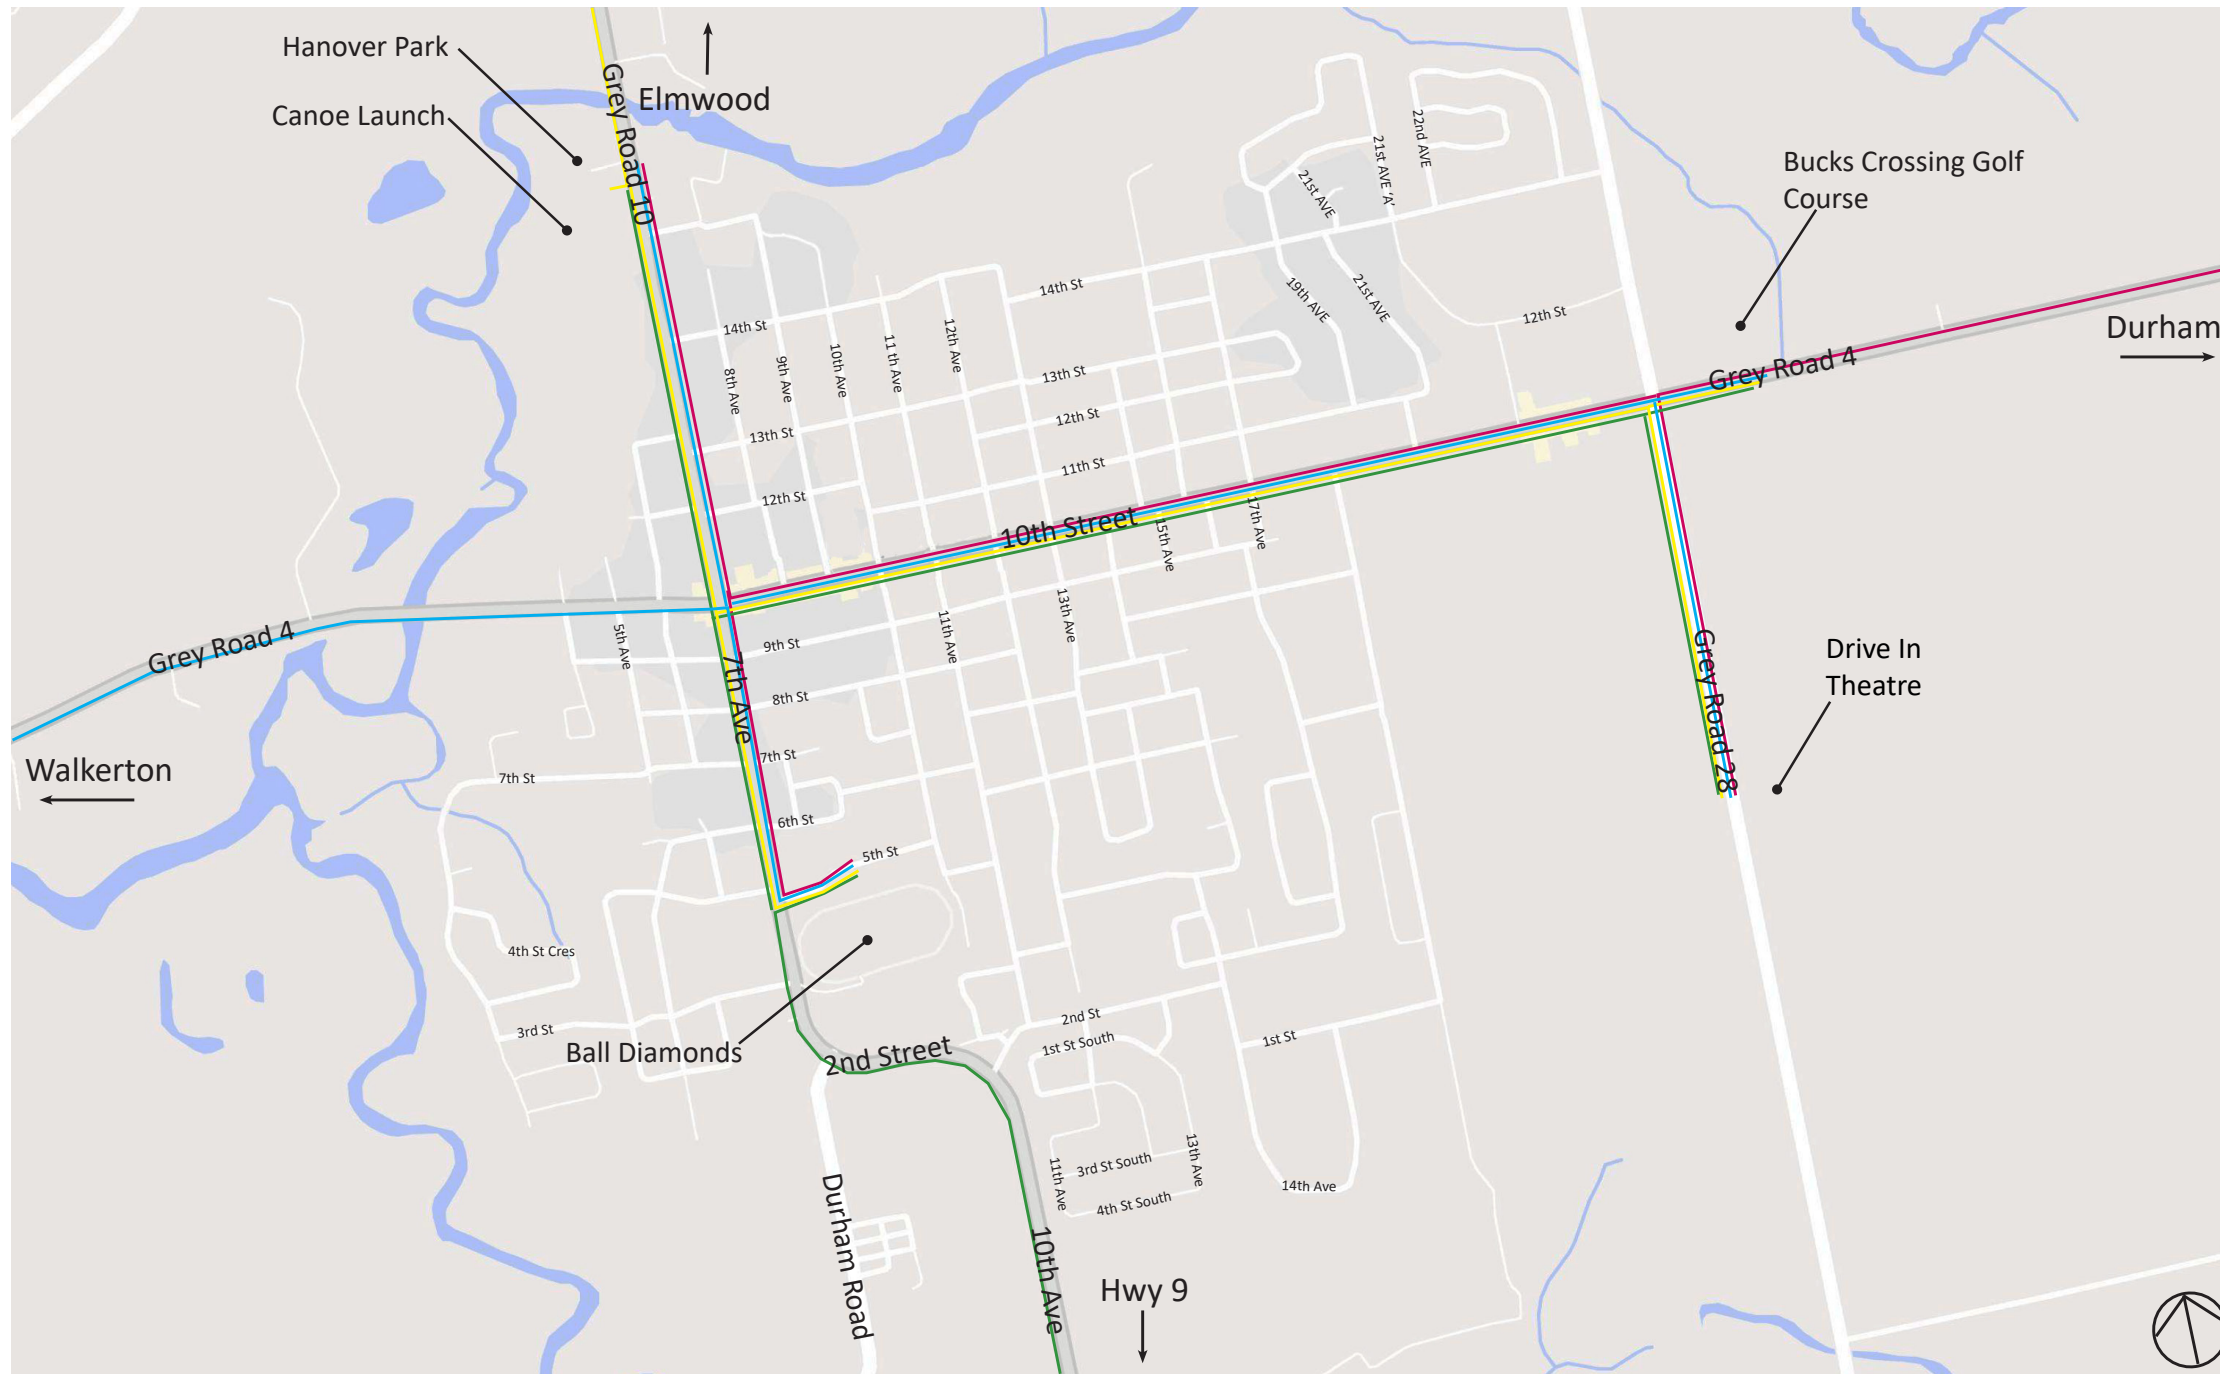 Hanover Park
Canoe Launch
Elmwood
Grey Road 10
21st AVE 'A'
22nd AVE
21st AVE
Bucks Crossing Golf
Course
19th AVE
21st AVE
12th St
Durham
Grey Road 4
14th St
14th St
8th Ave
9th Ave
10th Ave
11 th Ave
12th Ave
13th St
12th St
11th St
13th St
12th St
10th Street
15th Ave
17th Ave
Grey Road 4
5th Ave
7th Ave
9th St
8th St
7th St
6th St
5th St
11th Ave
13th Ave
Grey Road 28
Drive In
Theatre
Walkerton
7th St
4th St Cres
3rd St
Ball Diamonds
2nd Street
2nd St
1st St South
1st St
11th Ave
3rd St South
4th St South
13th Ave
14th Ave
Durham Road
10th Ave
Hwy 9